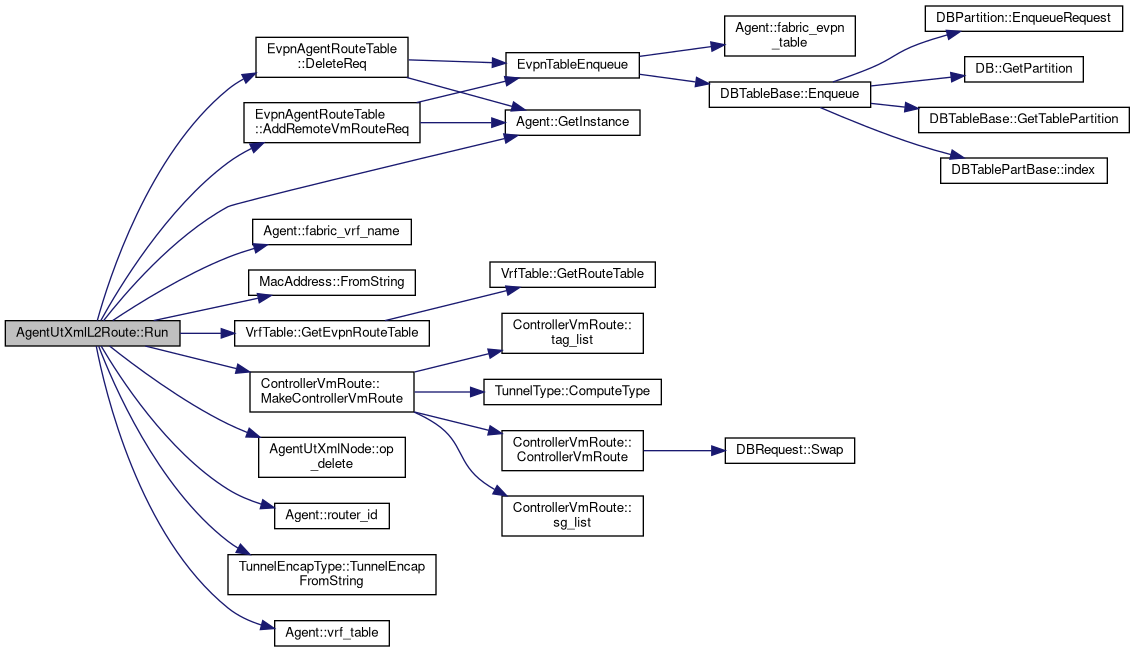 AgentUtXmlL2Route::Run
EvpnAgentRouteTable
::DeleteReq
EvpnAgentRouteTable
::AddRemoteVmRouteReq
Agent::fabric_vrf_name
MacAddress::FromString
VrfTable::GetEvpnRouteTable
ControllerVmRoute::
MakeControllerVmRoute
AgentUtXmlNode::op
_delete
Agent::router_id
TunnelEncapType::TunnelEncap
FromString
Agent::vrf_table
EvpnTableEnqueue
Agent::GetInstance
VrfTable::GetRouteTable
ControllerVmRoute::
tag_list
TunnelType::ComputeType
ControllerVmRoute::
ControllerVmRoute
ControllerVmRoute::
sg_list
Agent::fabric_evpn
_table
DBTableBase::Enqueue
DBRequest::Swap
DBPartition::EnqueueRequest
DB::GetPartition
DBTableBase::GetTablePartition
DBTablePartBase::index